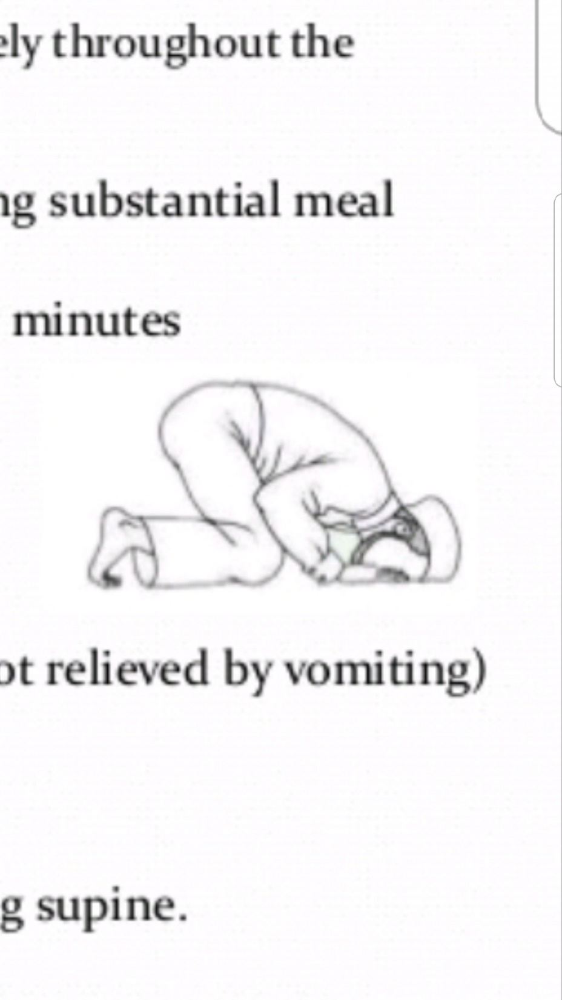 ely throughout the
ng substantial meal
minutes
ot relieved by vomiting)
g supine.